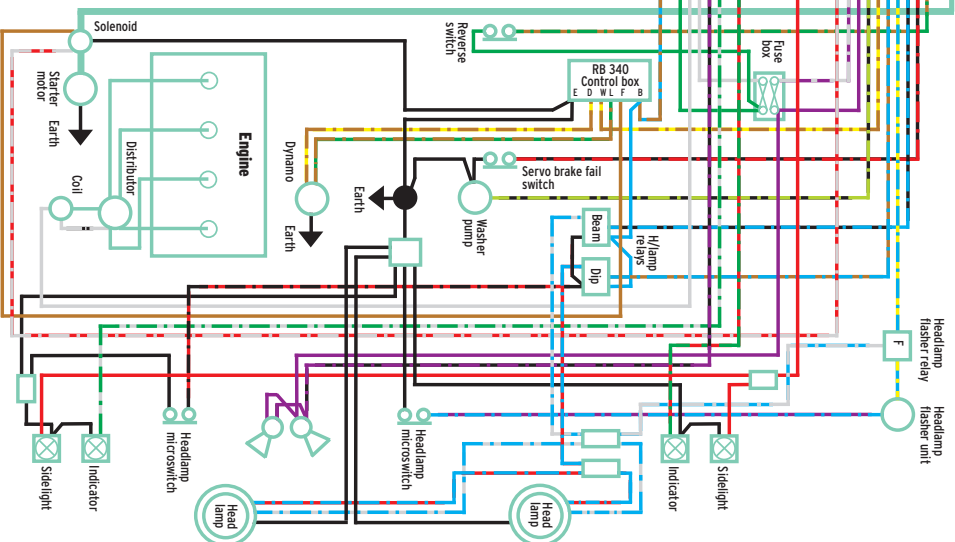 Solenoid
Starter
motor
Earth
Engine
Distributor
Coil
Reverse
switch
RB 340
Control box
E D W L F B
Fuse
box
Dynamo
Earth
Earth
Servo brake fail
switch
Washer
pump
Beam
Dip
H/lamp
relays
F
Headlamp
flasher relay
Headlamp
flasher unit
Sidelight
Indicator
Headlamp
microswitch
Headlamp
microswitch
Indicator
Sidelight
Head
lamp
Head
lamp